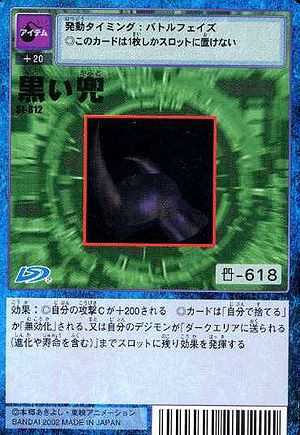 アイテム
+20
発動タイミング：バトルフェイズ
◎このカードは1枚しかスロットに置けない
黒い兜
St-812
-618
効果：◎自分の攻撃Cが+200される　◎カードは「自分で捨てる」
か「無効化」される、又は自分のデジモンが「ダークエリアに送られる
(進化や寿命を含む)」までスロットに残り効果を発揮する
©本郷あきよし・東映アニメーション
BANDAI 2002 MADE IN JAPAN